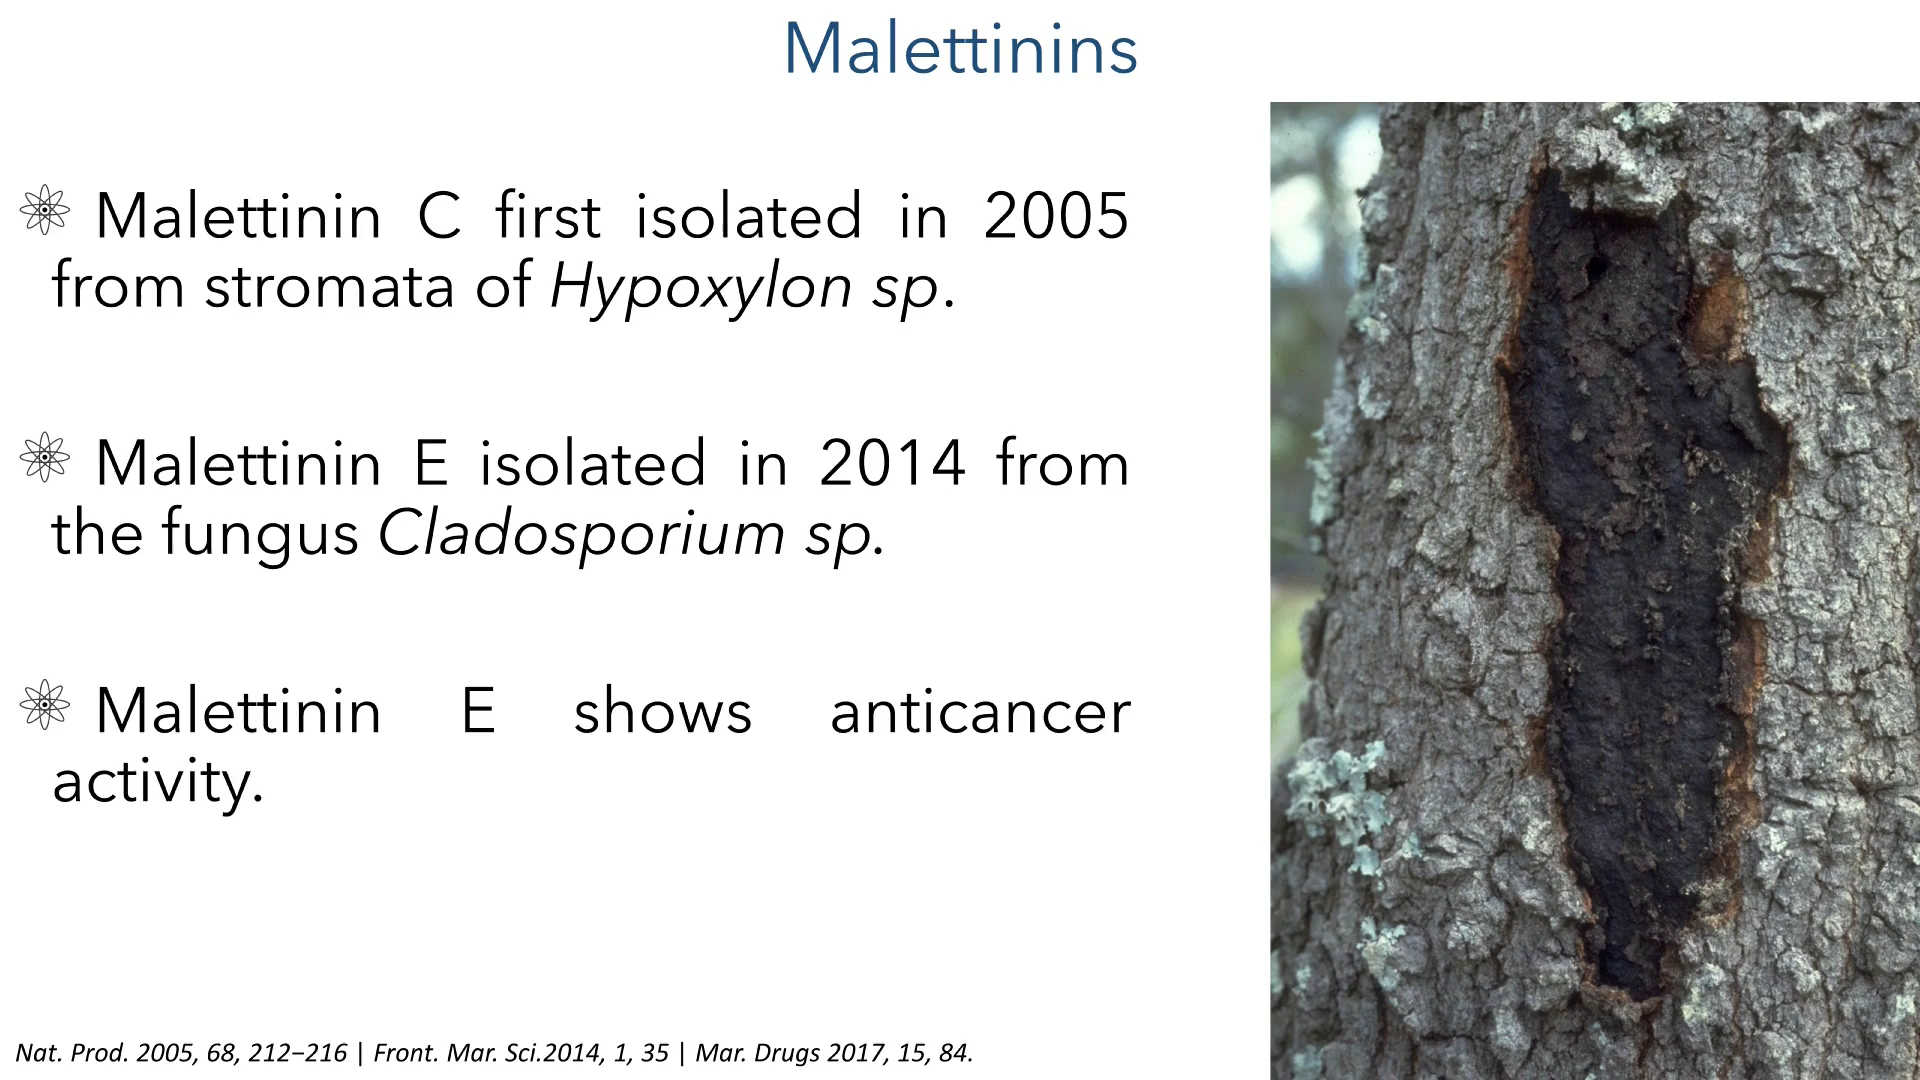 Malettinins
Malettinin C first isolated in 2005
from stromata of Hypoxylon sp.
Malettinin E isolated in 2014 from
the fungus Cladosporium sp.
Malettinin E shows anticancer
activity.
Nat. Prod. 2005, 68, 212–216 | Front. Mar. Sci.2014, 1, 35 | Mar. Drugs 2017, 15, 84.